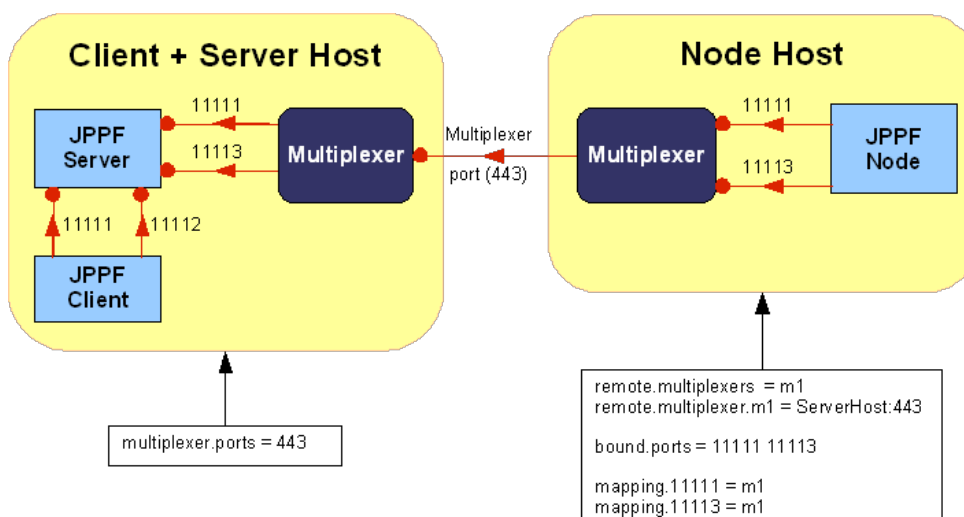 Client + Server Host
Node Host
11111
11111
JPPF
Server
Multiplexer
Multiplexer
port (443)
Multiplexer
JPPF
Node
11113
11113
11111
11112
JPPF
Client
multiplexer.ports = 443
remote.multiplexers = m1
remote.multiplexer.m1 = ServerHost:443
bound.ports = 11111 11113
mapping.11111 = m1
mapping.11113 = m1